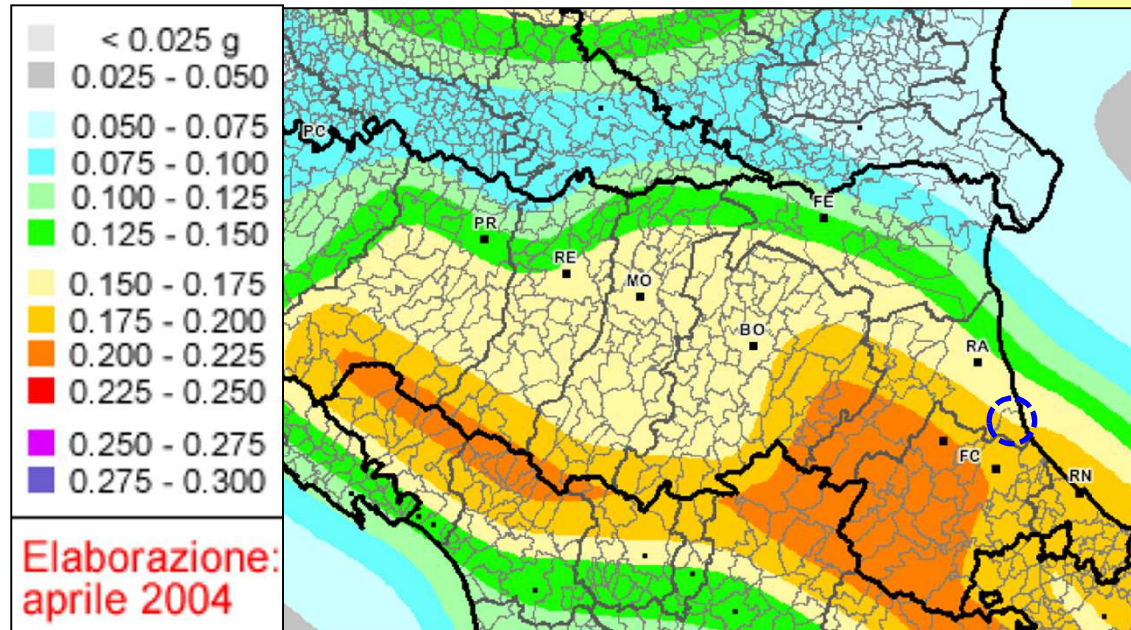 < 0.025 g
0.025 - 0.050
0.050 - 0.075
0.075 - 0.100
0.100 - 0.125
0.125 - 0.150
0.150 - 0.175
0.175 - 0.200
0.200 - 0.225
0.225 - 0.250
0.250 - 0.275
0.275 - 0.300
Elaborazione:
aprile 2004
PC
FE
PR
RE
MO
BO
RA
FC
RN